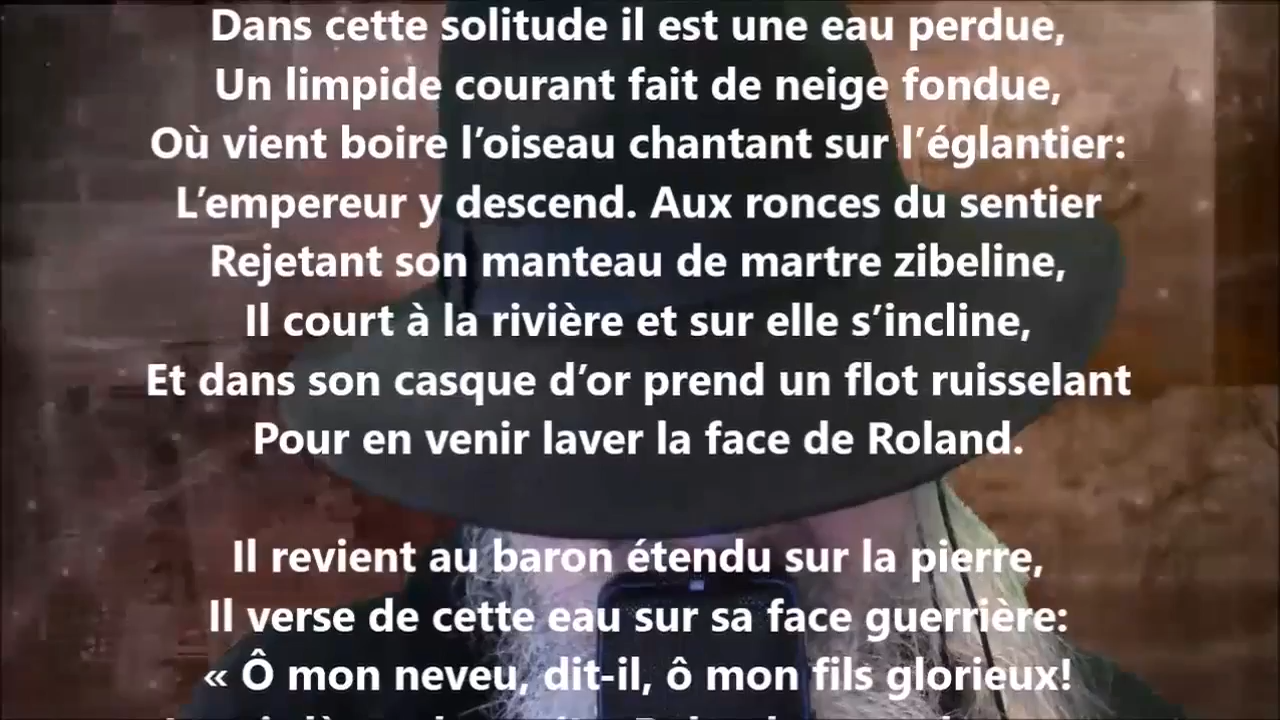 Dans cette solitude il est une eau perdue,
Un limpide courant fait de neige fondue,
Où vient boire l’oiseau chantant sur l’églantier:
L’empereur y descend. Aux ronces du sentier
Rejetant son manteau de martre zibeline,
Il court à la rivière et sur elle s’incline,
Et dans son casque d’or prend un flot ruisselant
Pour en venir laver la face de Roland.
Il revient au baron étendu sur la pierre,
Il verse de cette eau sur sa face guerrière:
« Ô mon neveu, dit-il, ô mon fils glorieux!